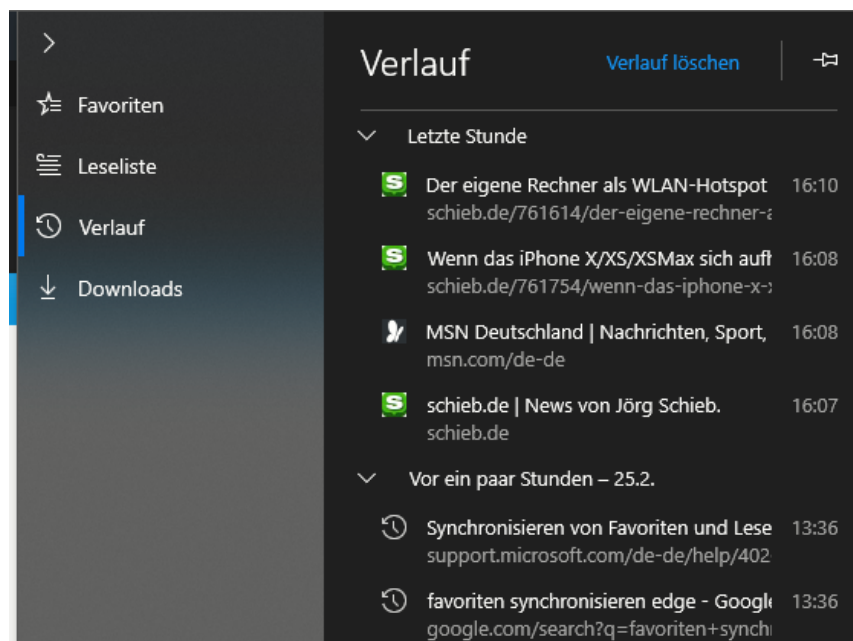 Favoriten
Leseliste
Verlauf
Downloads
Verlauf
Verlauf löschen
Letzte Stunde
Der eigene Rechner als WLAN-Hotspot 16:10
schieb.de/761614/der-eigene-rechner-a
Wenn das iPhone X/XS/XSMax sich aufh 16:08
schieb.de/761754/wenn-das-iphone-x-x
MSN Deutschland | Nachrichten, Sport, 16:08
msn.com/de-de
schieb.de | News von Jörg Schieb. 16:07
schieb.de
Vor ein paar Stunden – 25.2.
Synchronisieren von Favoriten und Lese 13:36
support.microsoft.com/de-de/help/402
favoriten synchronisieren edge - Google 13:36
google.com/search?q=favoriten+synchr